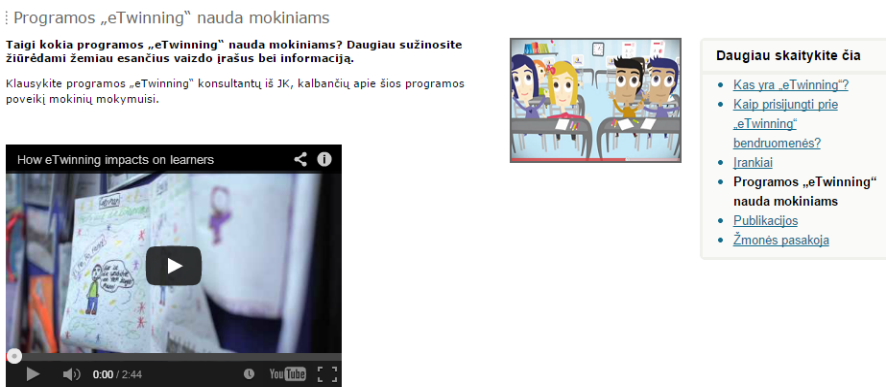 Programos „eTwinning“ nauda mokiniams
Taigi kokia programos „eTwinning“ nauda mokiniams? Daugiau sužinosite
žiūrėdami žemiau esančius vaizdo įrašus bei informaciją.
Klausykite programos „eTwinning“ konsultantų iš JK, kalbančių apie šios programos
poveikį mokinių mokymuisi.
How eTwinning impacts on learners
0:00 / 2:44
YouTube
Daugiau skaitykite čia
Kas yra „eTwinning“?
Kaip prisijungti prie
„eTwinning“
bendruomenės?
Įrankiai
Programos „eTwinning“
nauda mokiniams
Publikacijos
Žmonės pasakoja